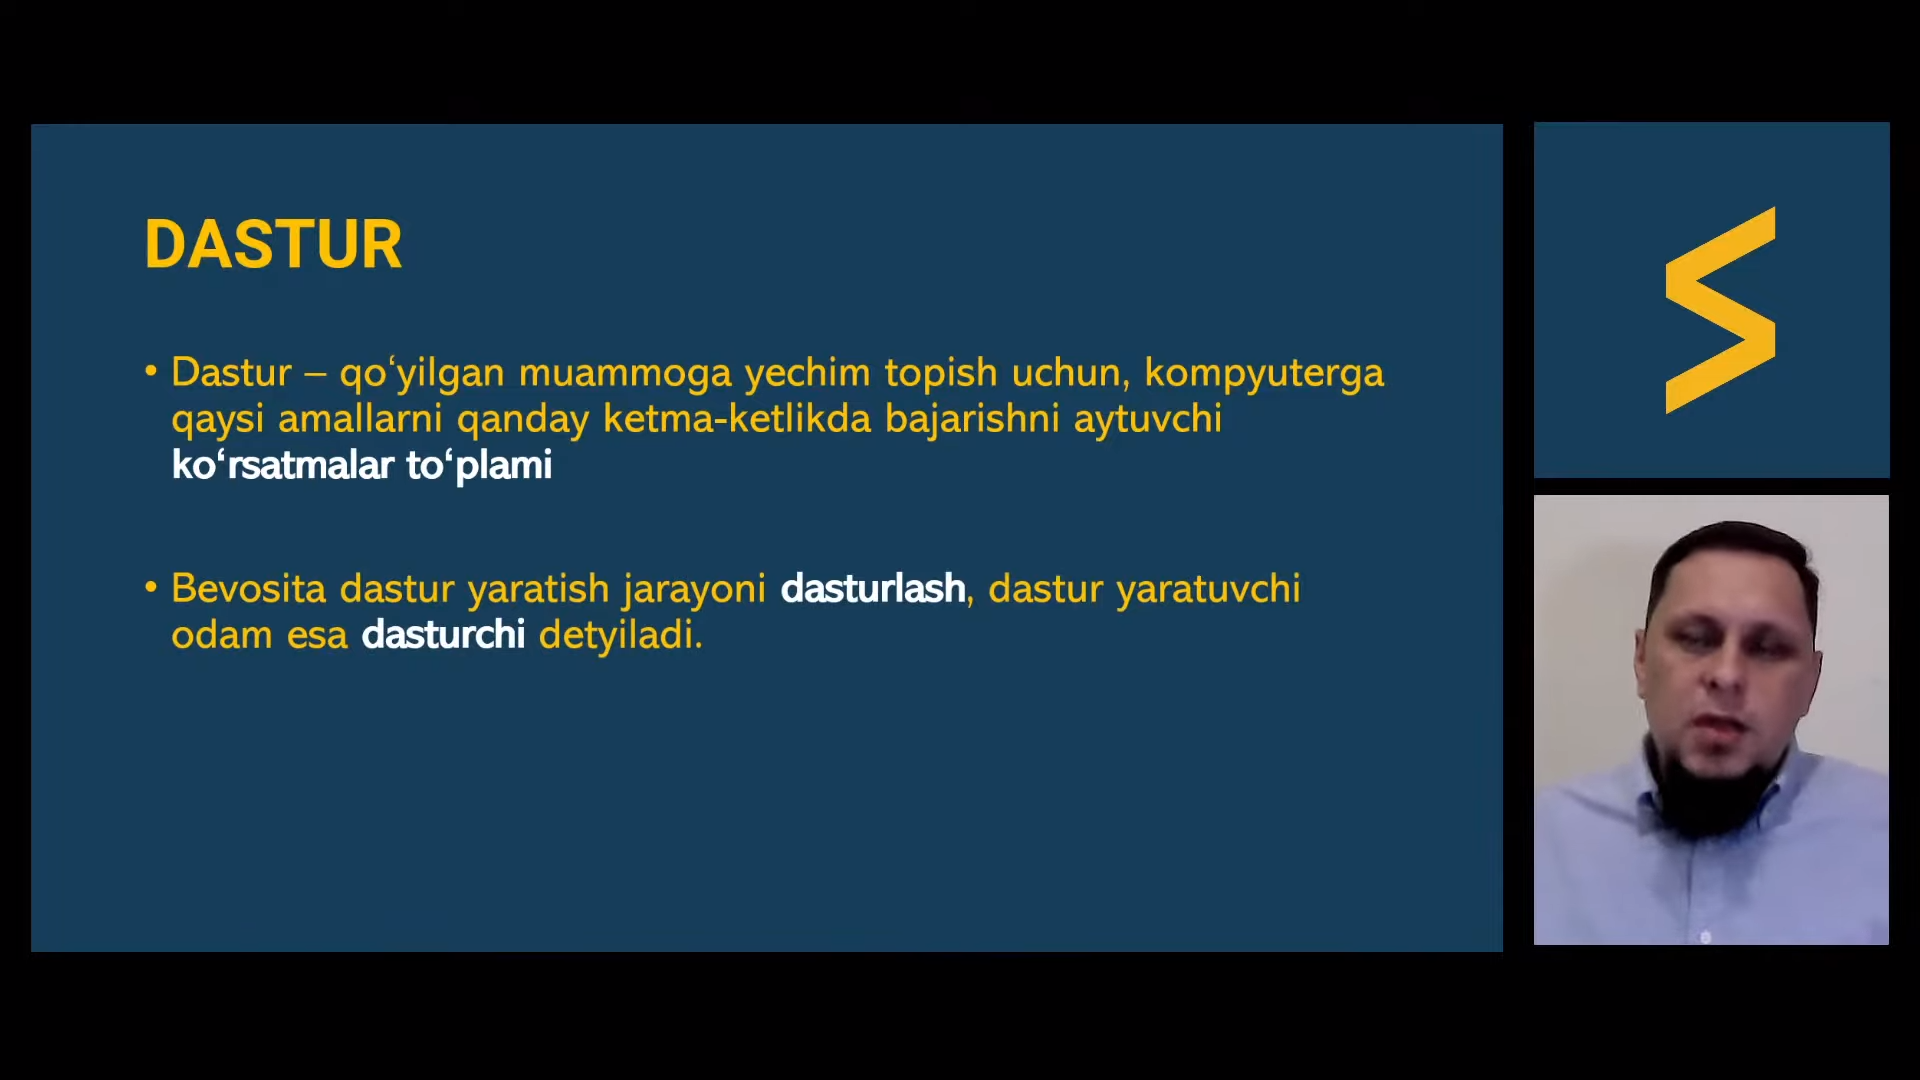 DASTUR
• Dastur – qo‘yilgan muammoga yechim topish uchun, kompyuterga
qaysi amallarni qanday ketma-ketlikda bajarishni aytuvchi
ko‘rsatmalar to‘plami
• Bevosita dastur yaratish jarayoni dasturlash, dastur yaratuvchi
odam esa dasturchi detyiladi.